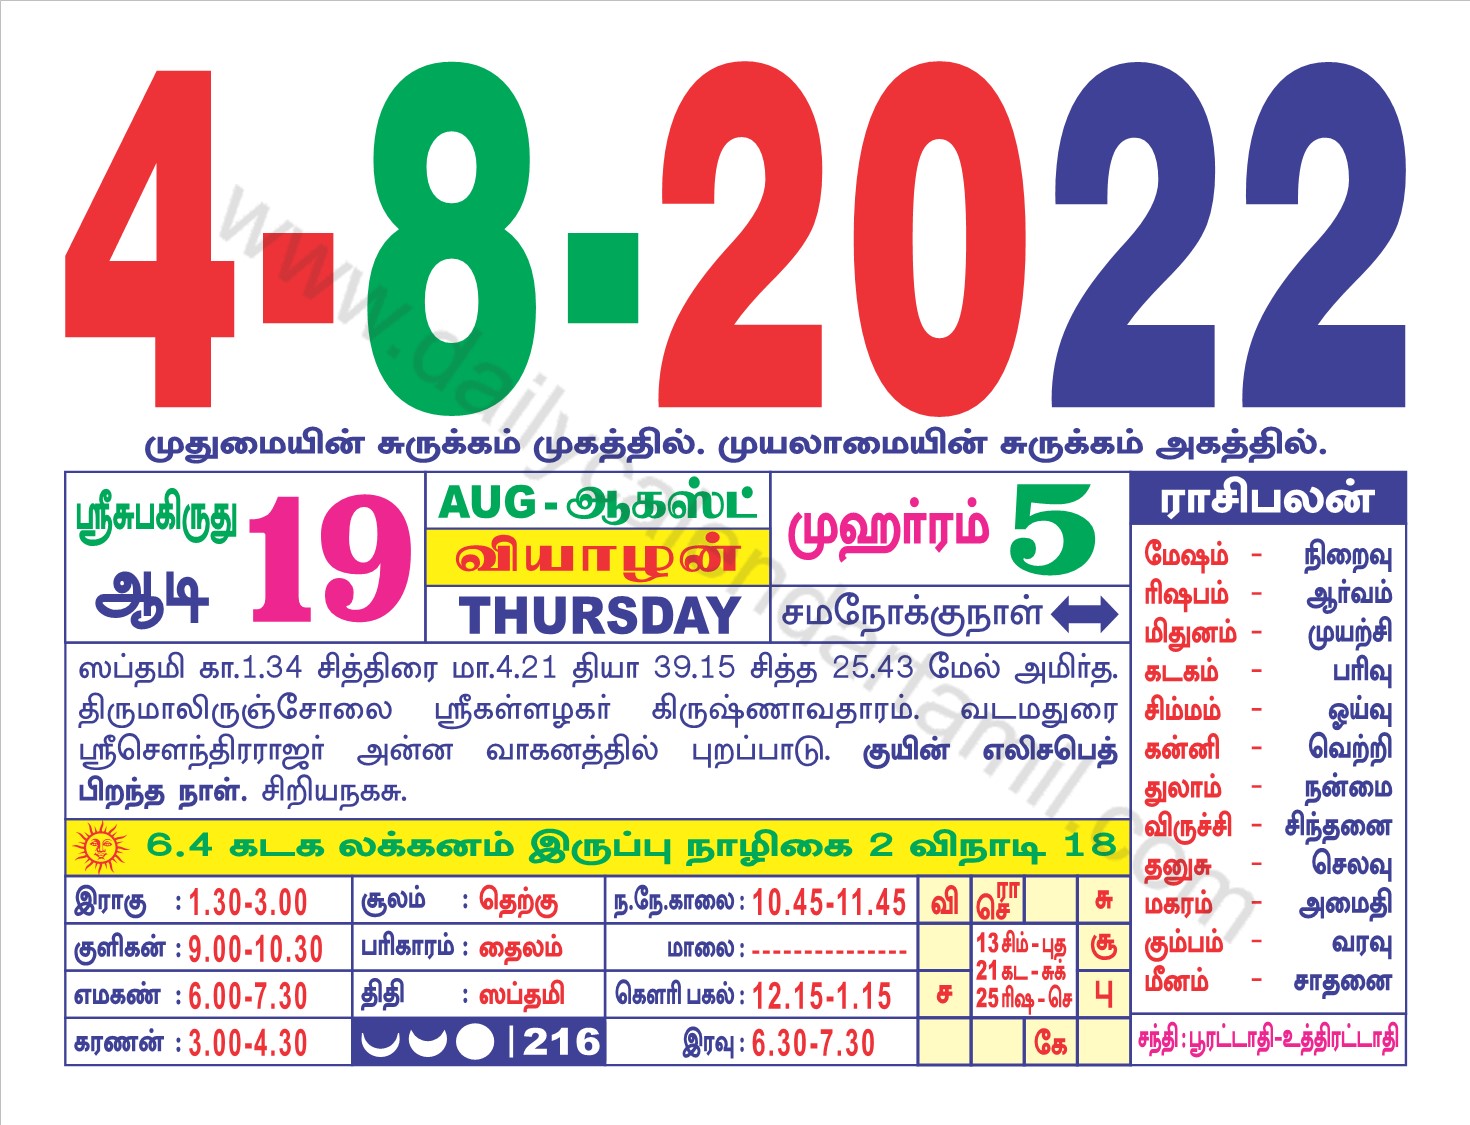 4-8-2022
முதுமையின் சுருக்கம் முகத்தில். முயலாமையின் சுருக்கம் அகத்தில்.
ஸ்ரீசுபகிருது
ஆடி
19
AUG - ஆகஸ்ட்
வியாழன்
THURSDAY
முஹர்ரம் 5
சமநோக்குநாள்
ஸப்தமி கா.1.34 சித்திரை மா.4.21 தியா 39.15 சித்த 25.43 மேல் அமிர்த.
திருமாலிருஞ்சோலை ஸ்ரீகள்ளழகர் கிருஷ்ணாவதாரம். வடமதுரை
ஸ்ரீசௌந்திரராஜர் அன்ன வாகனத்தில் புறப்பாடு. குயின் எலிசபெத்
பிறந்த நாள். சிறியநகசு.
6.4 கடக லக்கனம் இருப்பு நாழிகை 2 விநாடி 18
இராகு : 1.30-3.00
குளிகன் : 9.00-10.30
எமகண் : 6.00-7.30
கரணன் : 3.00-4.30
சூலம் : தெற்கு
பரிகாரம் : தைலம்
திதி : ஸப்தமி
|216
ந.நே.காலை : 10.45-11.45
மாலை : ---------------
கௌரி பகல் : 12.15-1.15
இரவு : 6.30-7.30
வி
ரா
செ
சு
13 சிம் - புத
சூ
21 கட - சுக்
ச
25 ரிஷ - செ
பு
கே
ராசிபலன்
மேஷம் - நிறைவு
ரிஷபம் - ஆர்வம்
மிதுனம் - முயற்சி
கடகம் - பரிவு
சிம்மம் - ஓய்வு
கன்னி - வெற்றி
துலாம் - நன்மை
விருச்சி - சிந்தனை
தனுசு - செலவு
மகரம் - அமைதி
கும்பம் - வரவு
மீனம் - சாதனை
சந்தி : பூரட்டாதி-உத்திரட்டாதி
www.dailycalendartamil.com